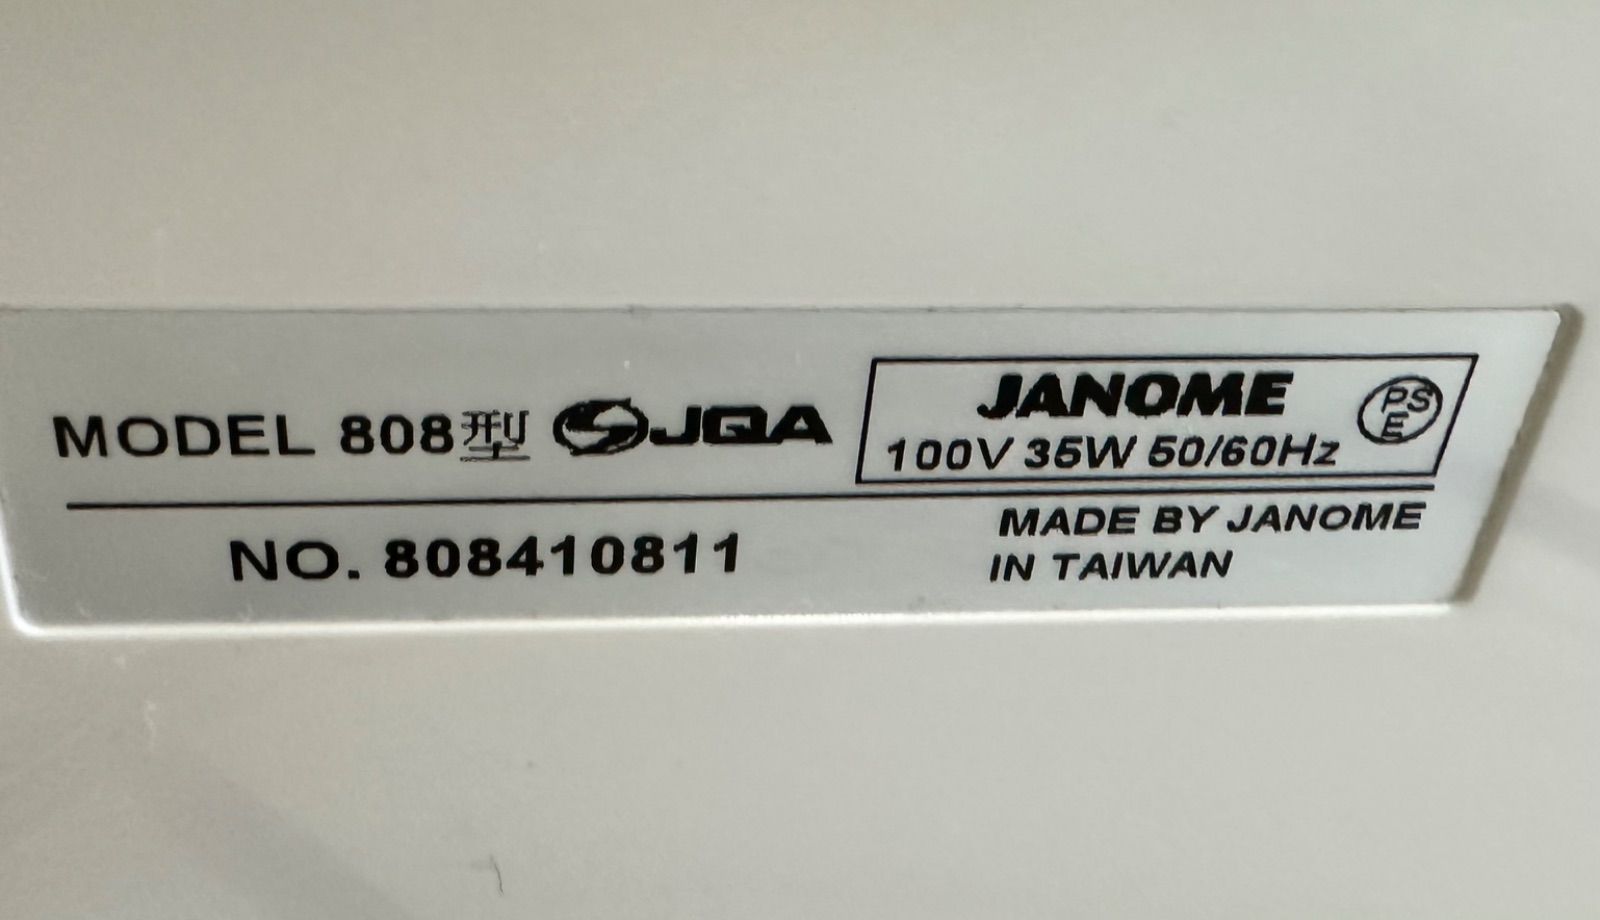 MODEL 808型 JQA
NO. 808410811
JANOME
100V 35W 50/60Hz
PS
E
MADE BY JANOME
IN TAIWAN